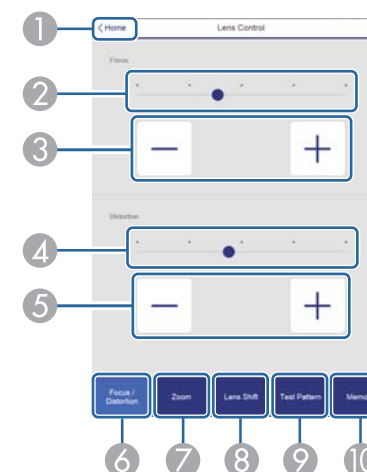 1
< Home
Lens Control
Focus
2
3
− +
Distortion
4
5
− +
Focus /
Distortion
Zoom
Lens Shift
Test Pattern
Memo
6
7
8
9
10